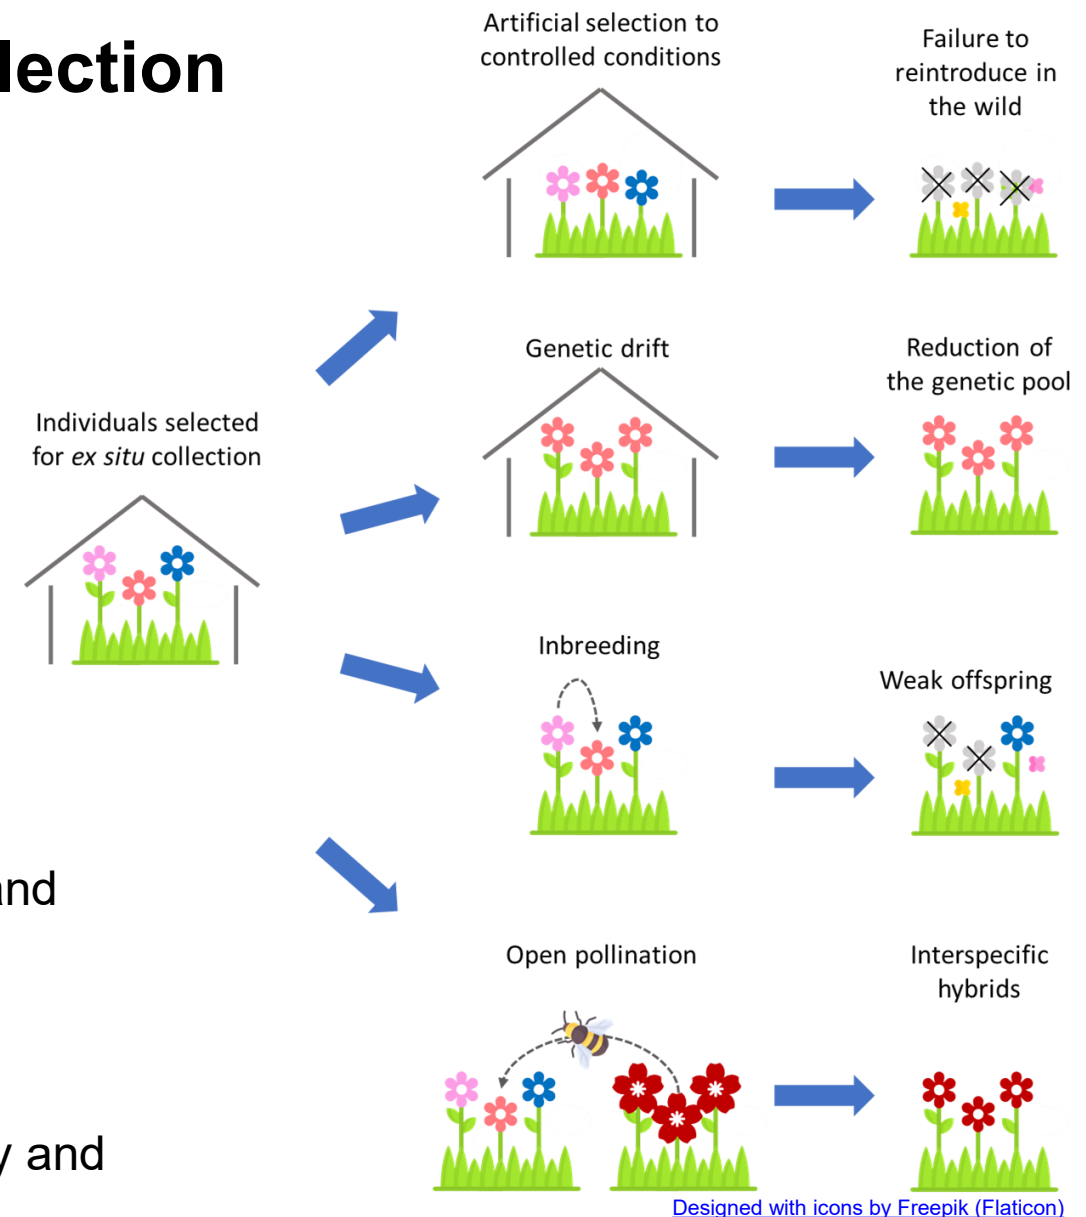 lection
Artificial selection to
controlled conditions
Failure to
reintroduce in
the wild
Individuals selected
for ex situ collection
Genetic drift
Reduction of
the genetic pool
Inbreeding
Weak offspring
and
Open pollination
Interspecific
hybrids
y and
Designed with icons by Freepik (Flaticon)